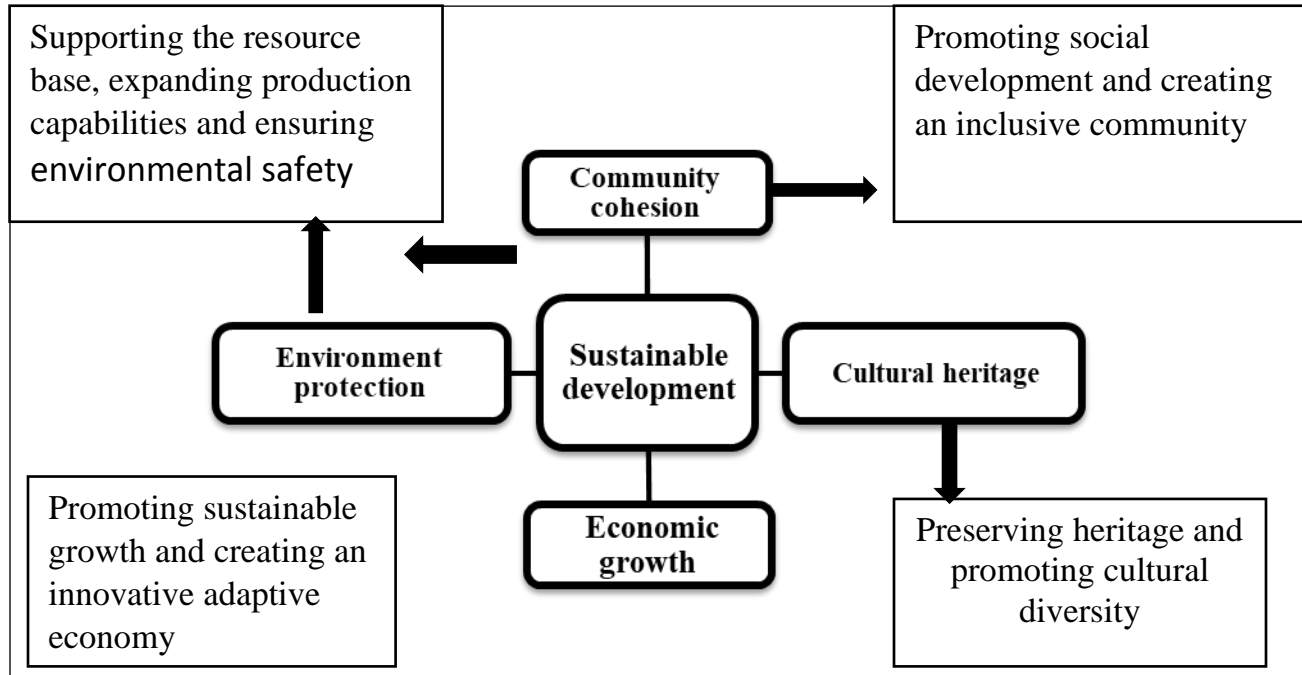 Supporting the resource
base, expanding production
capabilities and ensuring
environmental safety
Promoting social
development and creating
an inclusive community
Community
cohesion
Environment
protection
Sustainable
development
Cultural heritage
Economic
growth
Promoting sustainable
growth and creating an
innovative adaptive
economy
Preserving heritage and
promoting cultural
diversity